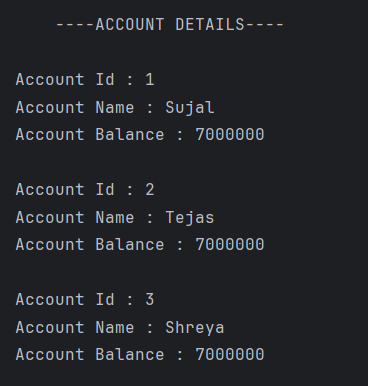 ----ACCOUNT DETAILS----
Account Id : 1
Account Name : Sujal
Account Balance : 7000000
Account Id : 2
Account Name : Tejas
Account Balance : 7000000
Account Id : 3
Account Name : Shreya
Account Balance : 7000000